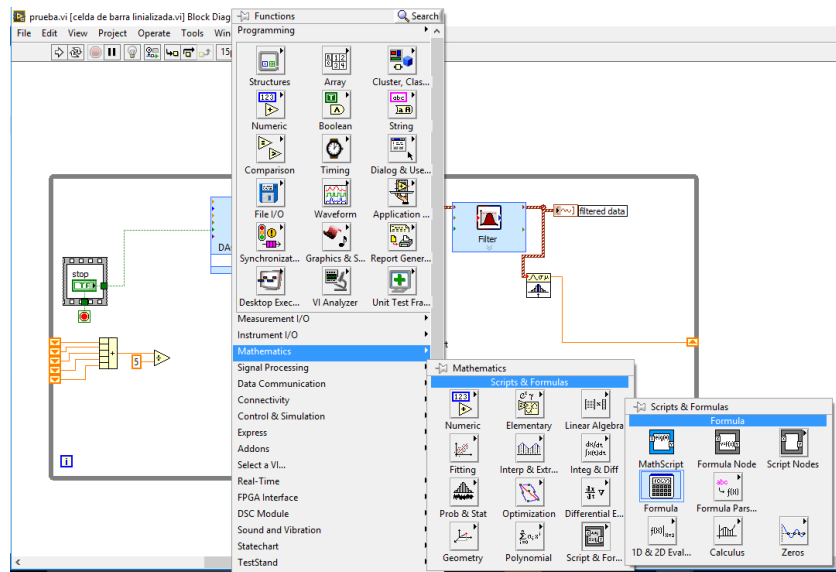 prueba.vi [celda de barra linializada.vi] Block Diag
File Edit View Project Operate Tools Win
15p
Functions
Search
Programming
Structures Array Cluster, Clas...
Numeric Boolean String
Comparison Timing Dialog & Use...
File I/O Waveform Application ...
Synchronizat... Graphics & S... Report Gener...
Desktop Exec... VI Analyzer Unit Test Fra...
Measurement I/O
Instrument I/O
Mathematics
Signal Processing
Data Communication
Connectivity
Control & Simulation
Express
Addons
Select a VI...
Real-Time
FPGA Interface
DSC Module
Sound and Vibration
Statechart
TestStand
DA
stop
TF
5
i
Filter
filtered data
Mathematics
Scripts & Formulas
Numeric Elementary Linear Algebra
Fitting Interp & Extr... Integ & Diff
Prob & Stat Optimization Differential E...
Geometry Polynomial Script & For...
Scripts & Formulas
Formula
MathScript Formula Node Script Nodes
Formula Formula Pars...
1D & 2D Eval... Calculus Zeros